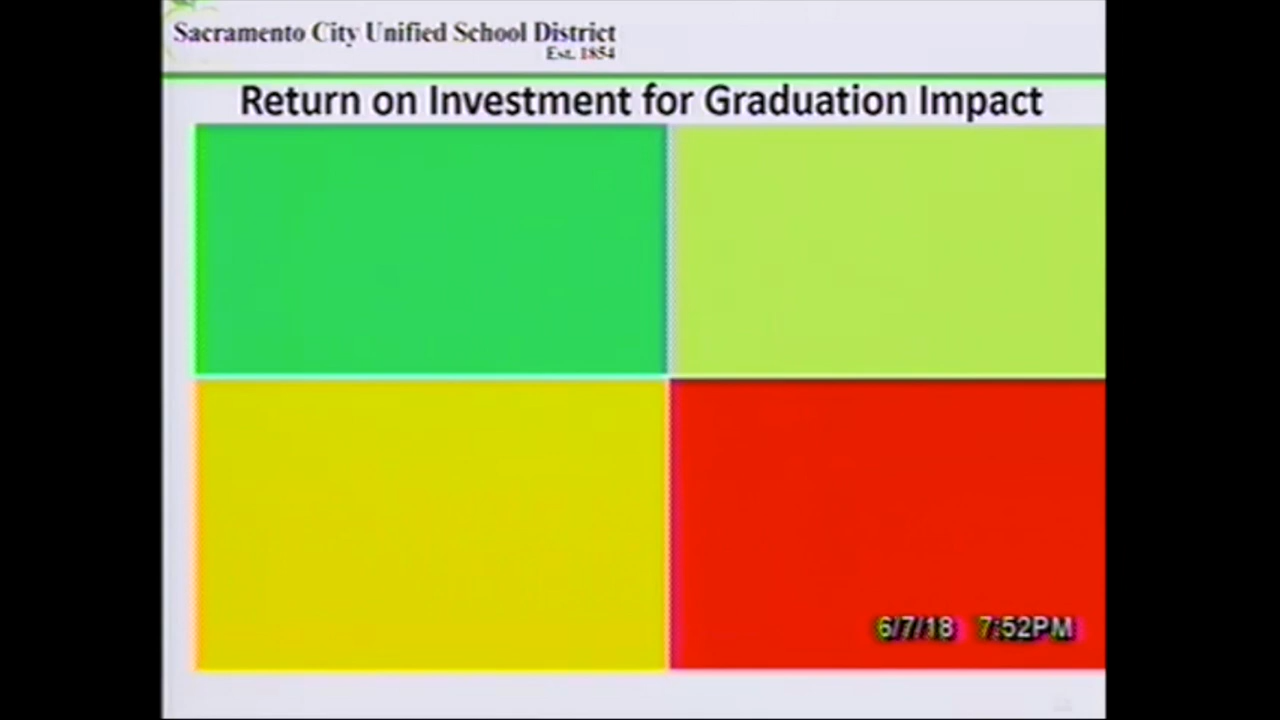 Sacramento City Unified School District
Est. 1854
Return on Investment for Graduation Impact
6/7/18 7:52PM